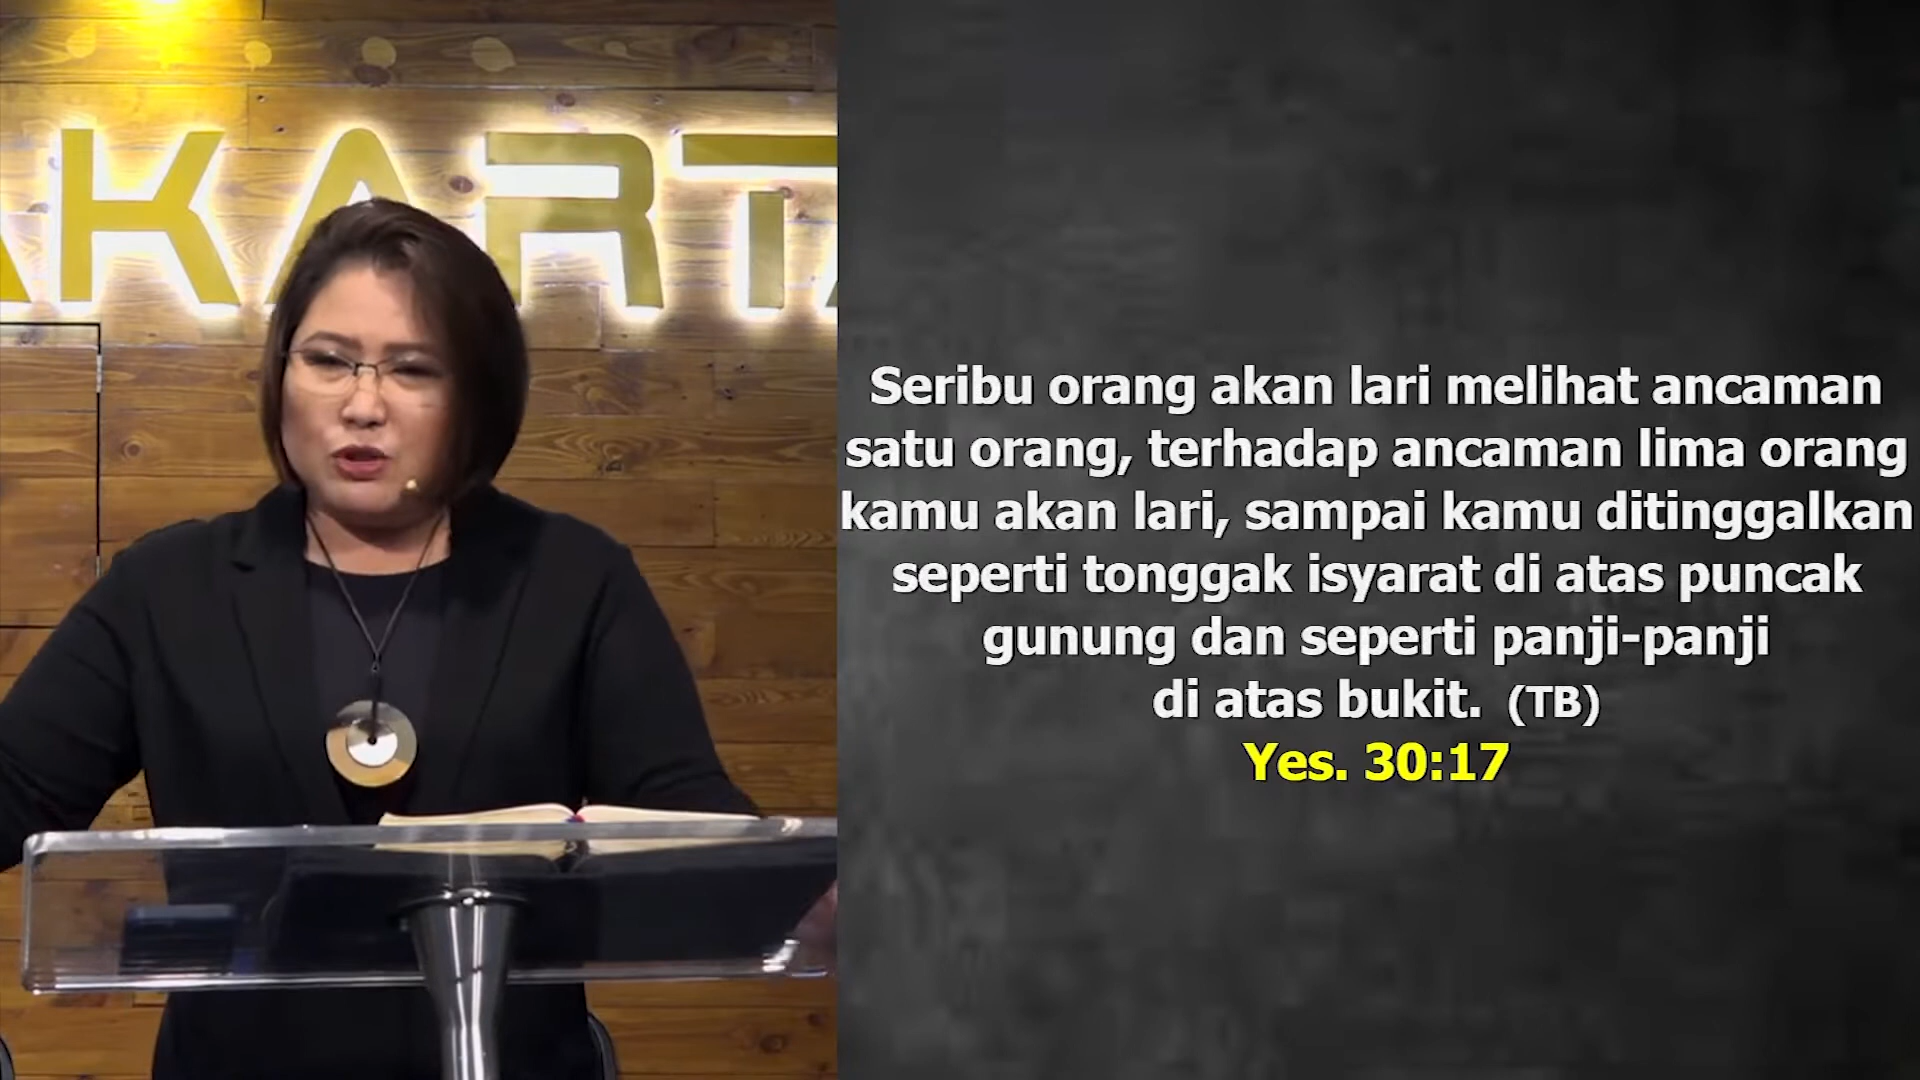 AKARTA
Seribu orang akan lari melihat ancaman
satu orang, terhadap ancaman lima orang
kamu akan lari, sampai kamu ditinggalkan
seperti tonggak isyarat di atas puncak
gunung dan seperti panji-panji
di atas bukit. (TB)
Yes. 30:17